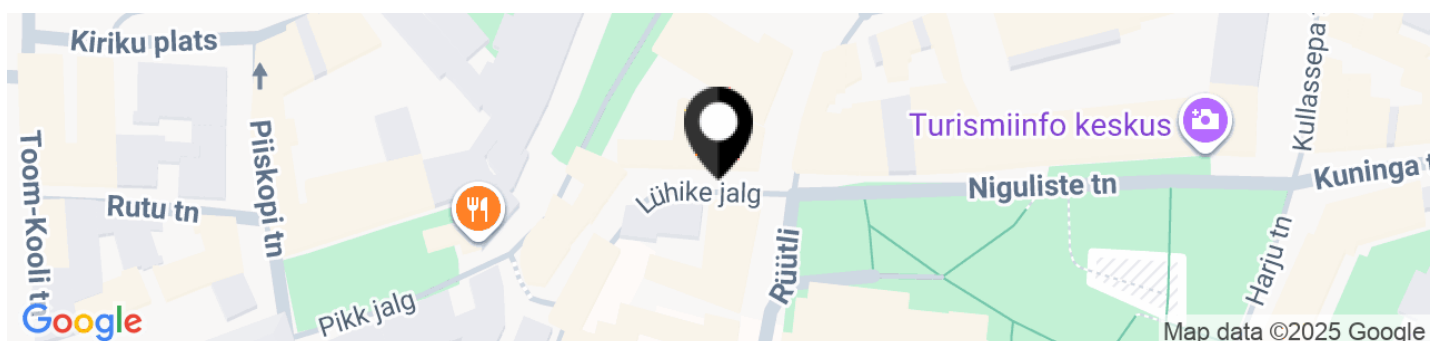 Kiriku plats
Toom-Kooli tn
Piiskopi tn
Rutu tn
Pikk jalg
Lühike jalg
Rüütli
Turismiinfo keskus
Niguliste tn
Kullassepa
Kuninga t
Harju tn
Google
Map data ©2025 Google